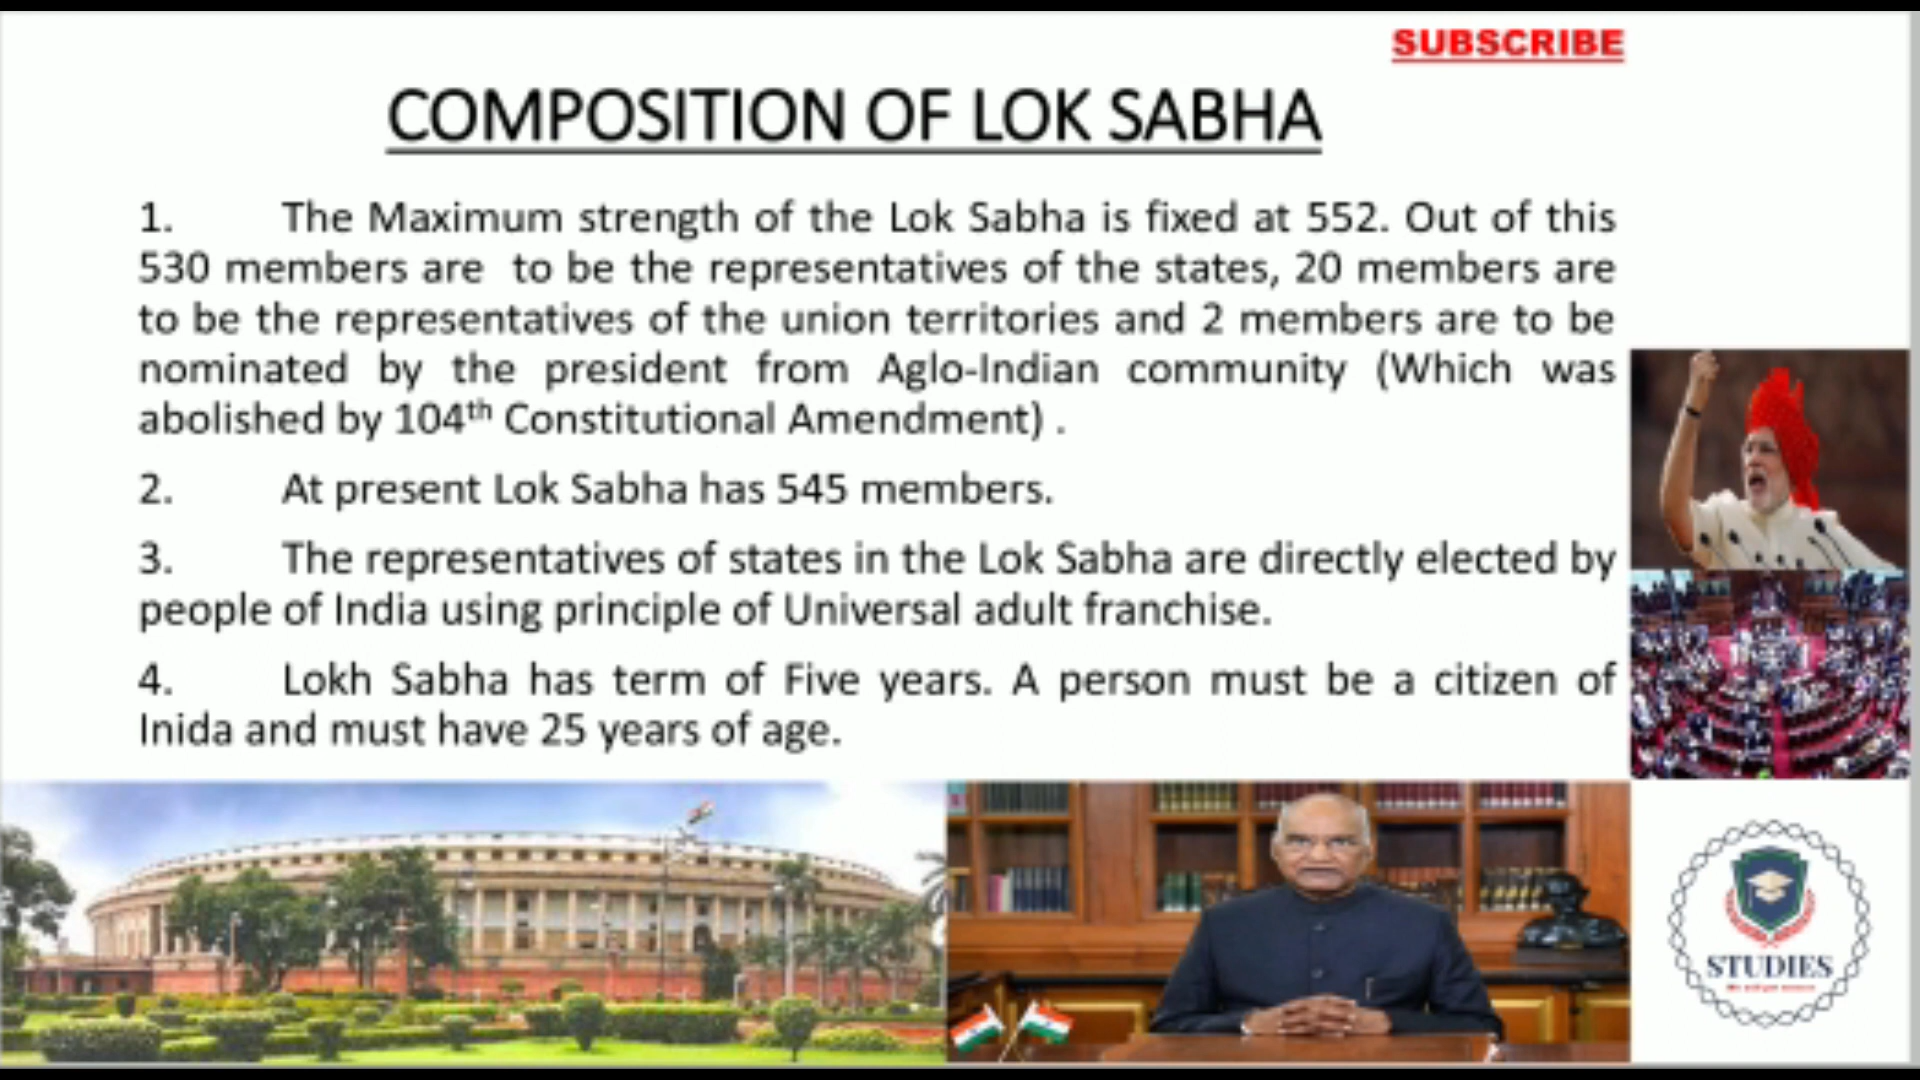 SUBSCRIBE
COMPOSITION OF LOK SABHA
1. The Maximum strength of the Lok Sabha is fixed at 552. Out of this
530 members are to be the representatives of the states, 20 members are
to be the representatives of the union territories and 2 members are to be
nominated by the president from Aglo-Indian community (Which was
abolished by 104th Constitutional Amendment) .
2. At present Lok Sabha has 545 members.
3. The representatives of states in the Lok Sabha are directly elected by
people of India using principle of Universal adult franchise.
4. Lokh Sabha has term of Five years. A person must be a citizen of
Inida and must have 25 years of age.
STUDIES